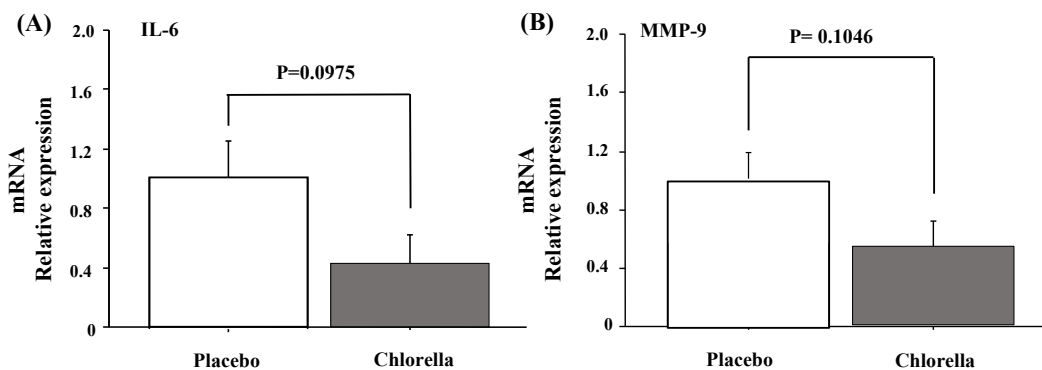 (A)
IL-6
2.0
1.6
1.2
0.8
0.4
0
mRNA
Relative expression
P=0.0975
Placebo
Chlorella
(B)
MMP-9
2.0
1.6
1.2
0.8
0.4
0
mRNA
Relative expression
P= 0.1046
Placebo
Chlorella